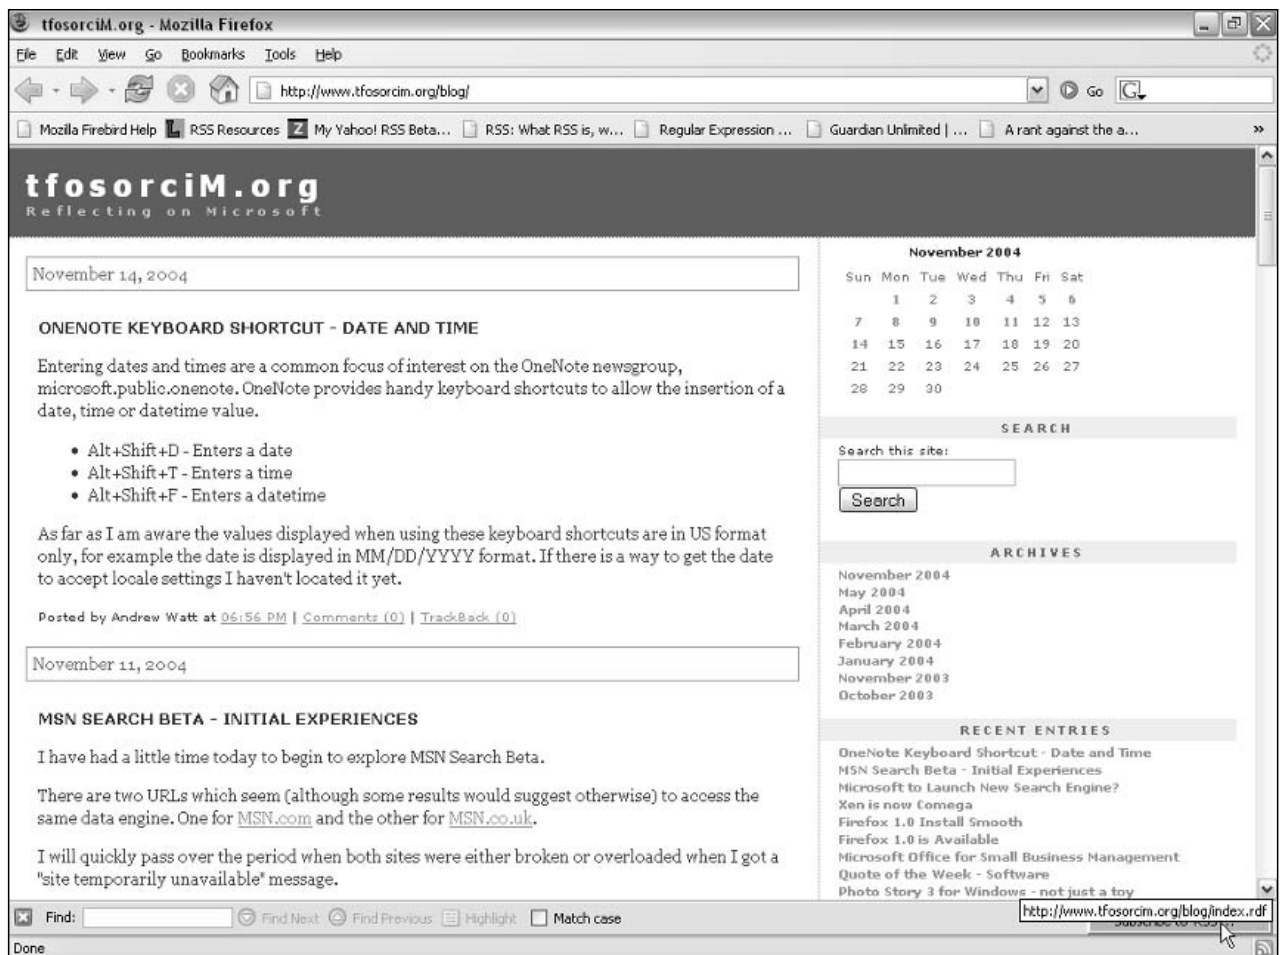 tfosorciM.org - Mozilla Firefox
File Edit View Go Bookmarks Tools Help
http://www.tfosorcim.org/blog/ Go G
Mozilla Firebird Help RSS Resources My Yahoo! RSS Beta... RSS: What RSS is, w... Regular Expression ... Guardian Unlimited | ... A rant against the a... »
tfosorciM.org
Reflecting on Microsoft
November 14, 2004
ONENOTE KEYBOARD SHORTCUT - DATE AND TIME
Entering dates and times are a common focus of interest on the OneNote newsgroup,
microsoft.public.onenote. OneNote provides handy keyboard shortcuts to allow the insertion of a
date, time or datetime value.
• Alt+Shift+D - Enters a date
• Alt+Shift+T - Enters a time
• Alt+Shift+F - Enters a datetime
As far as I am aware the values displayed when using these keyboard shortcuts are in US format
only, for example the date is displayed in MM/DD/YYYY format. If there is a way to get the date
to accept locale settings I haven't located it yet.
Posted by Andrew Watt at 06:56 PM | Comments (0) | TrackBack (0)
November 11, 2004
MSN SEARCH BETA - INITIAL EXPERIENCES
I have had a little time today to begin to explore MSN Search Beta.
There are two URLs which seem (although some results would suggest otherwise) to access the
same data engine. One for MSN.com and the other for MSN.co.uk.
I will quickly pass over the period when both sites were either broken or overloaded when I got a
"site temporarily unavailable" message.
November 2004
Sun Mon Tue Wed Thu Fri Sat
1 2 3 4 5 6
7 8 9 10 11 12 13
14 15 16 17 18 19 20
21 22 23 24 25 26 27
28 29 30
SEARCH
Search this site:
Search
ARCHIVES
November 2004
May 2004
April 2004
March 2004
February 2004
January 2004
November 2003
October 2003
RECENT ENTRIES
OneNote Keyboard Shortcut - Date and Time
MSN Search Beta - Initial Experiences
Microsoft to Launch New Search Engine?
Xen is now Comega
Firefox 1.0 Install Smooth
Firefox 1.0 is Available
Microsoft Office for Small Business Management
Quote of the Week - Software
Photo Story 3 for Windows - not just a toy
http://www.tfosorcim.org/blog/index.rdf
Subscribe to RSS
Find: Find Next Find Previous Highlight Match case
Done